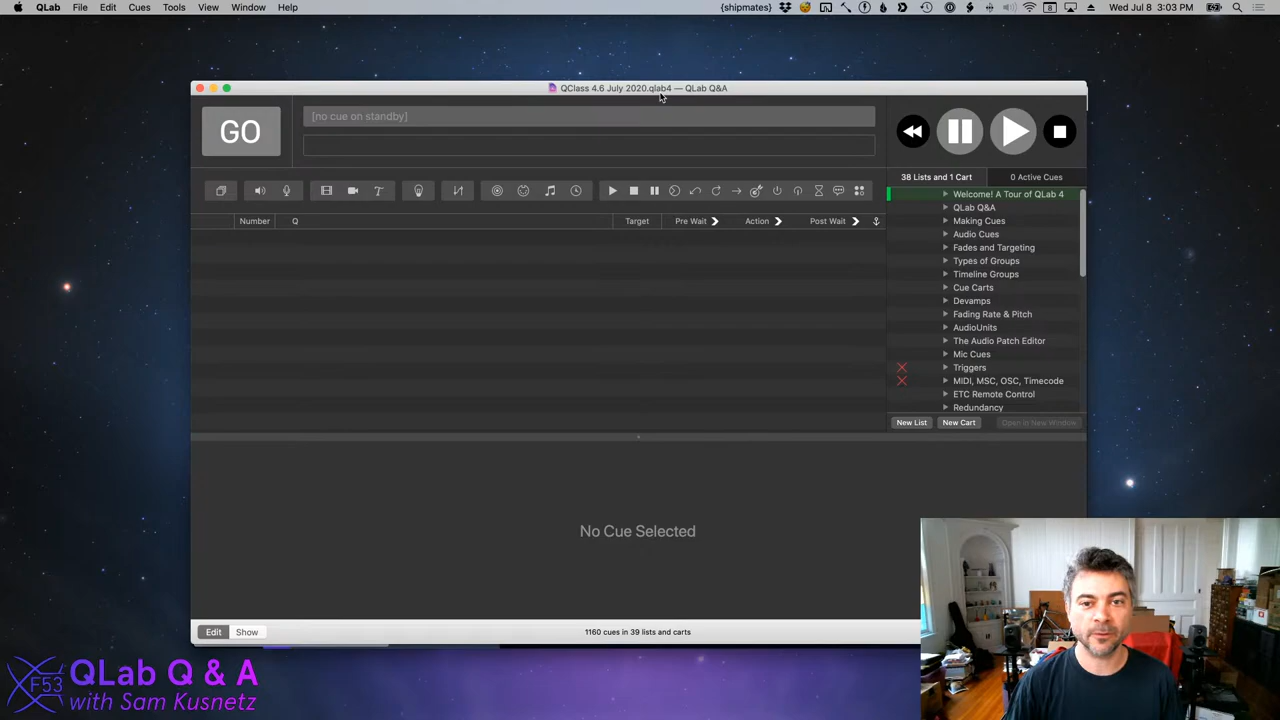 QLab File Edit Cues Tools View Window Help
{shipmates} 8 Wed Jul 8 3:03 PM
QClass 4.6 July 2020.qlab4 — QLab Q&A
GO
[no cue on standby]
38 Lists and 1 Cart 0 Active Cues
Number Q Target Pre Wait Action Post Wait
Welcome! A Tour of QLab 4
QLab Q&A
Making Cues
Audio Cues
Fades and Targeting
Types of Groups
Timeline Groups
Cue Carts
Devamps
Fading Rate & Pitch
AudioUnits
The Audio Patch Editor
Mic Cues
Triggers
MIDI, MSC, OSC, Timecode
ETC Remote Control
Redundancy
New List New Cart Open in New Window
No Cue Selected
Edit Show 1160 cues in 39 lists and carts
F53 QLab Q & A
with Sam Kusnetz